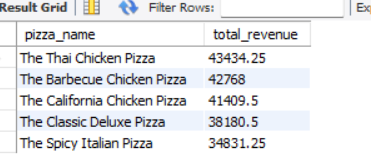 Result Grid Filter Rows: Exp
pizza_name total_revenue
The Thai Chicken Pizza 43434.25
The Barbecue Chicken Pizza 42768
The California Chicken Pizza 41409.5
The Classic Deluxe Pizza 38180.5
The Spicy Italian Pizza 34831.25